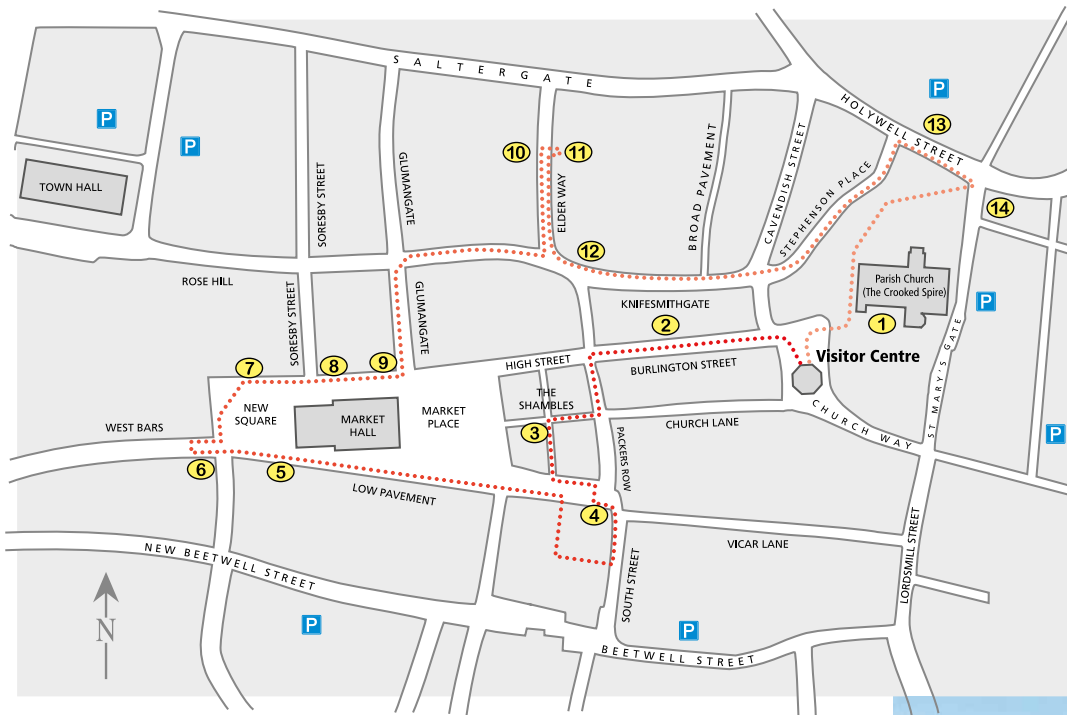 SALTERGATE
P
HOLYWELL STREET
13
P
P
TOWN HALL
SORESBY STREET
GLUMANGATE
10
11
ELDER WAY
BROAD PAVEMENT
CAVENDISH STREET
STEPHENSON PLACE
14
12
ROSE HILL
SORESBY STREET
GLUMANGATE
KNIFESMITHGATE
2
Parish Church
(The Crooked Spire)
1
P
ST MARY'S GATE
7
8
9
HIGH STREET
BURLINGTON STREET
Visitor Centre
THE
SHAMBLES
NEW
SQUARE
MARKET
HALL
MARKET
PLACE
3
PACKERS ROW
CHURCH LANE
CHURCH WAY
P
WEST BARS
6
5
LOW PAVEMENT
4
VICAR LANE
NEW BEETWELL STREET
SOUTH STREET
LORDSMILL STREET
N
P
P
BEETWELL STREET